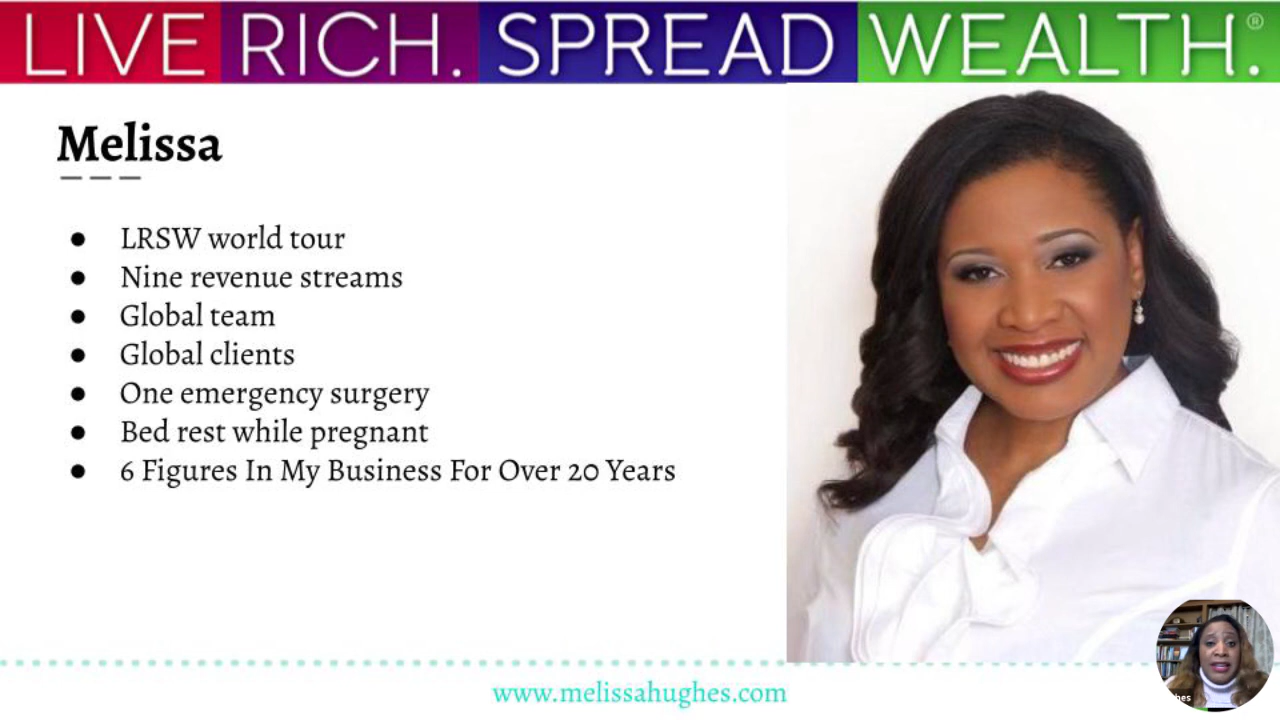 LIVE RICH. SPREAD WEALTH.®
Melissa
● LRSW world tour
● Nine revenue streams
● Global team
● Global clients
● One emergency surgery
● Bed rest while pregnant
● 6 Figures In My Business For Over 20 Years
hes
www.melissahughes.com